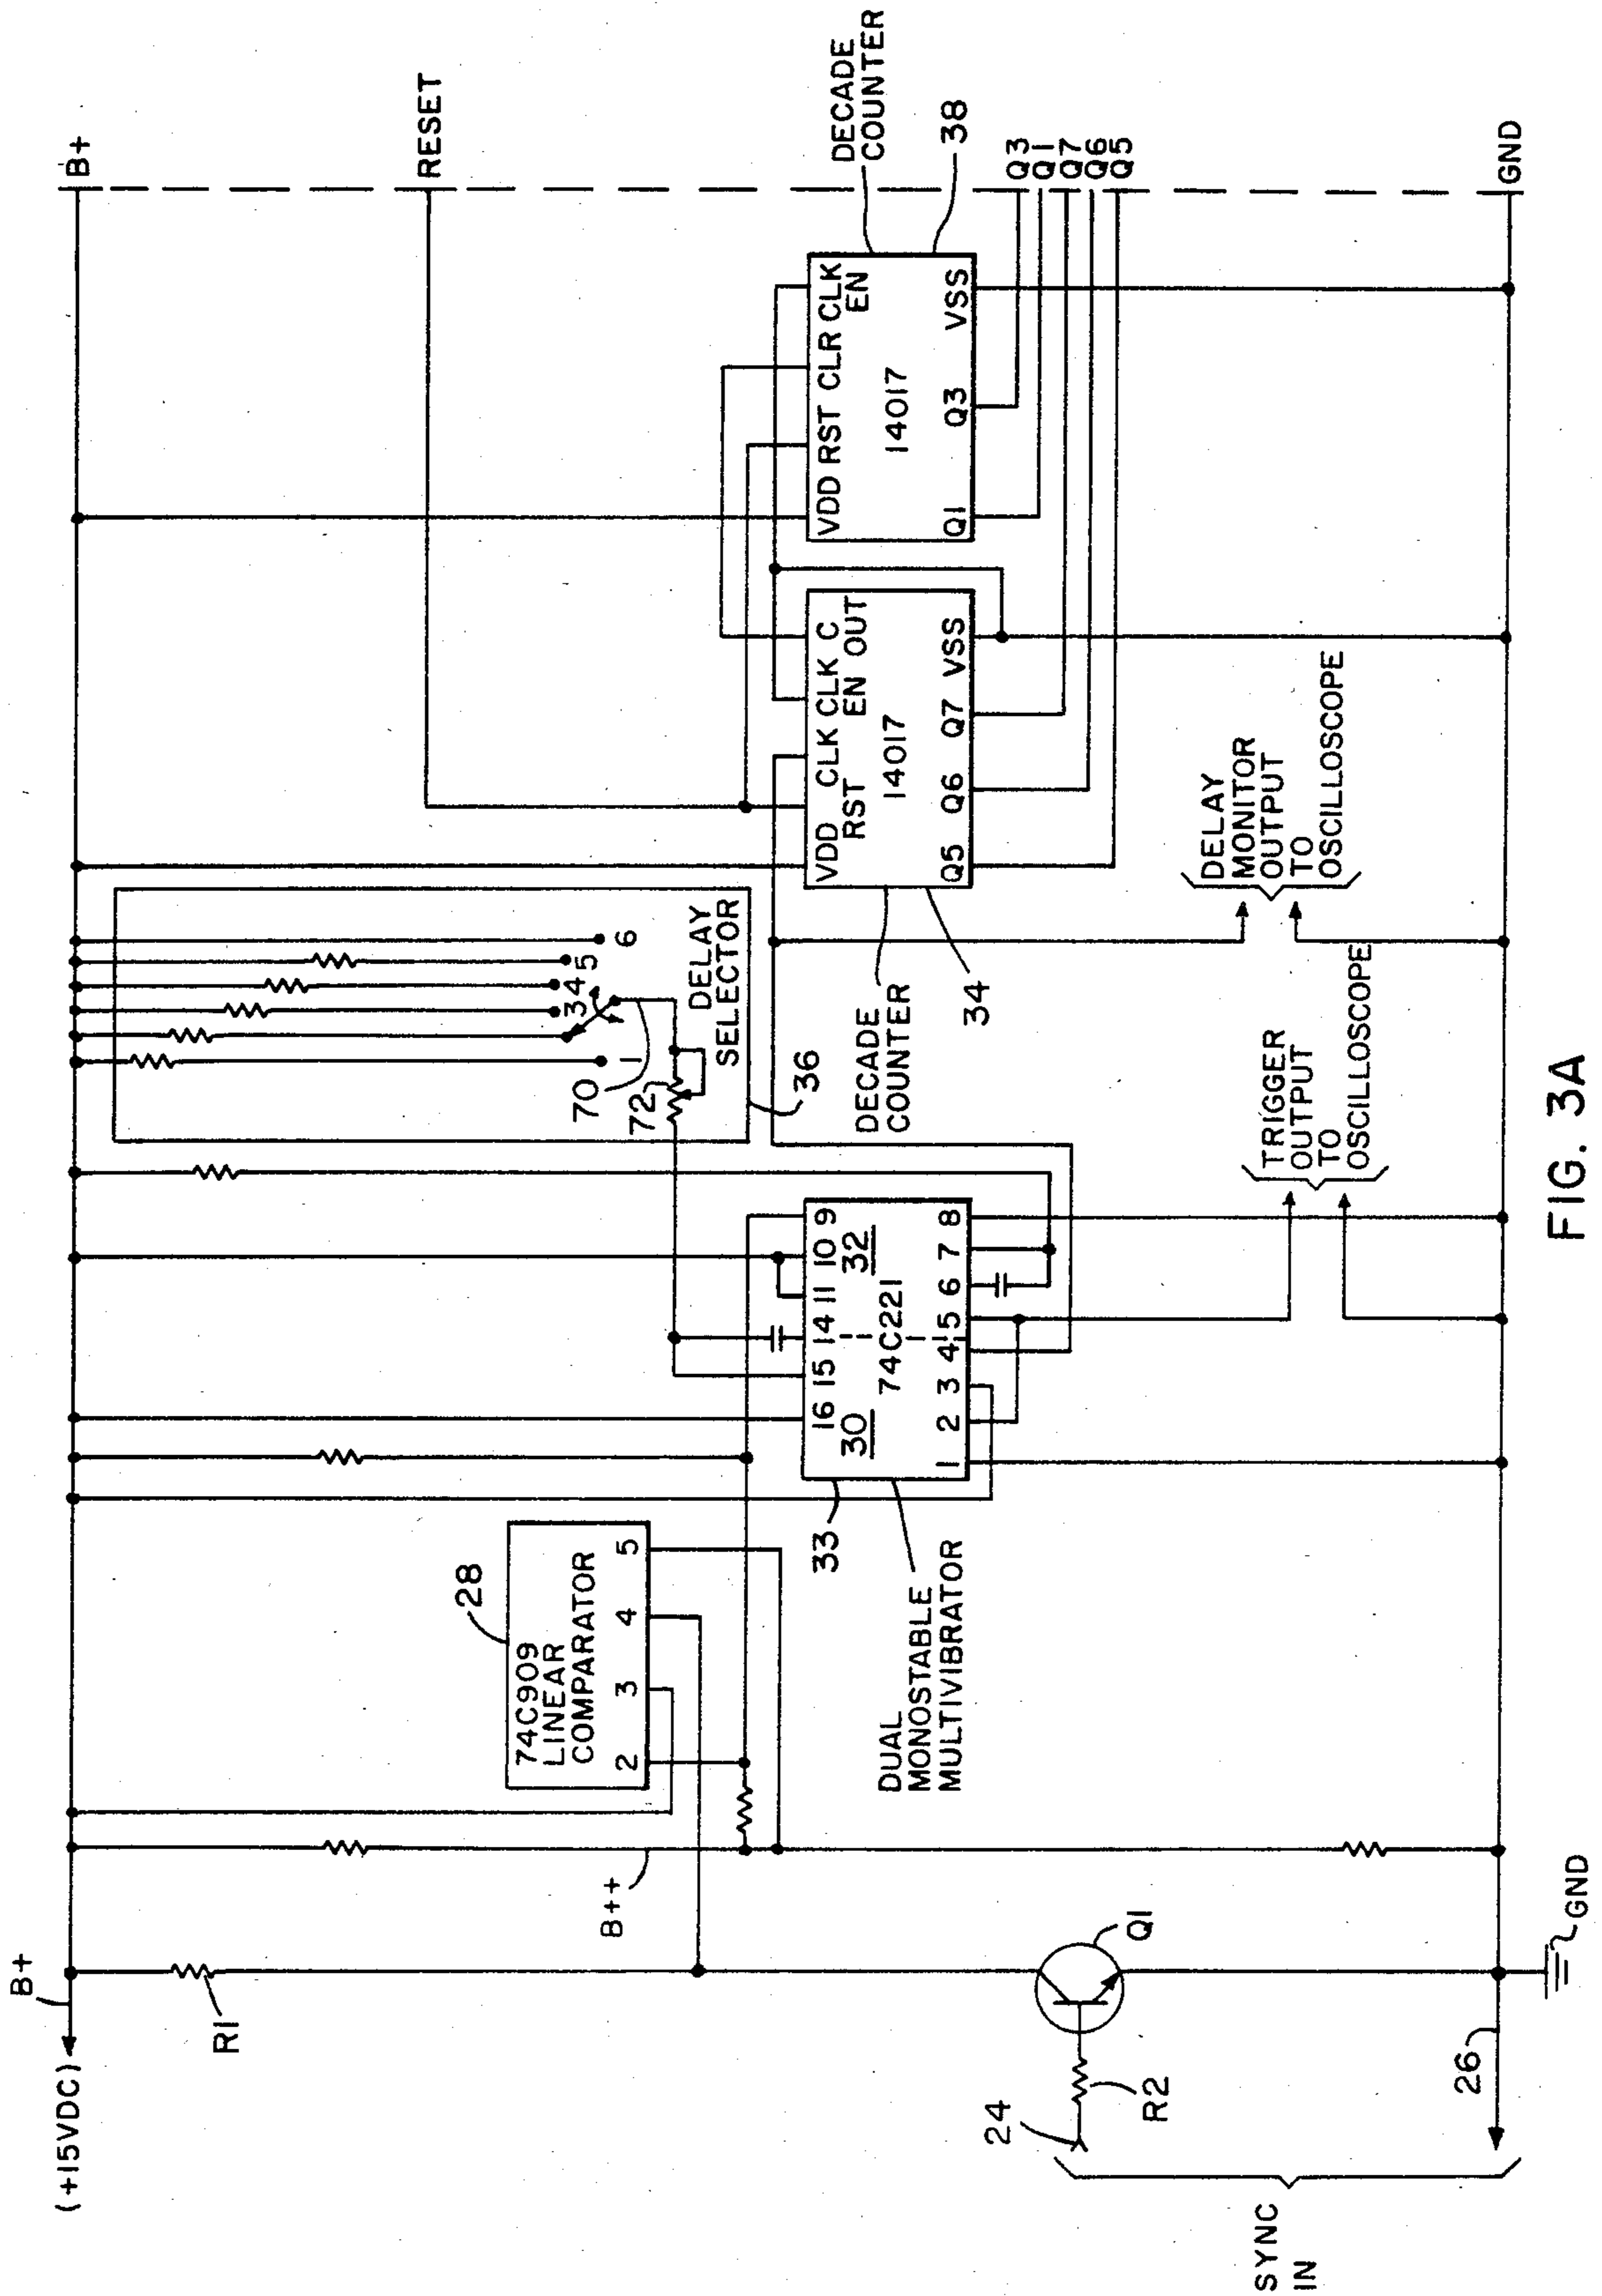 B+
(+15VDC)
R1
B++
24
R2
Q1
26
GND
SYNC
IN
28
74C909
LINEAR
COMPARATOR
2 3 4 5
33
DUAL
MONOSTABLE
MULTIVIBRATOR
16 15 14 11 10 9
30 32
74C221
1 2 3 4 5 6 7 8
TRIGGER
OUTPUT
TO
OSCILLOSCOPE
1 3 4 5 6
70
72
DELAY
SELECTOR
36
DECADE
COUNTER
34
VDD RST CLK CLK EN C OUT
14017
Q5 Q6 Q7 VSS
DELAY
MONITOR
OUTPUT
TO
OSCILLOSCOPE
VDD RST CLR CLK EN
14017
Q1 Q3 VSS
DECADE
COUNTER
38
B+
RESET
Q3
Q1
Q7
Q6
Q5
GND
FIG. 3A